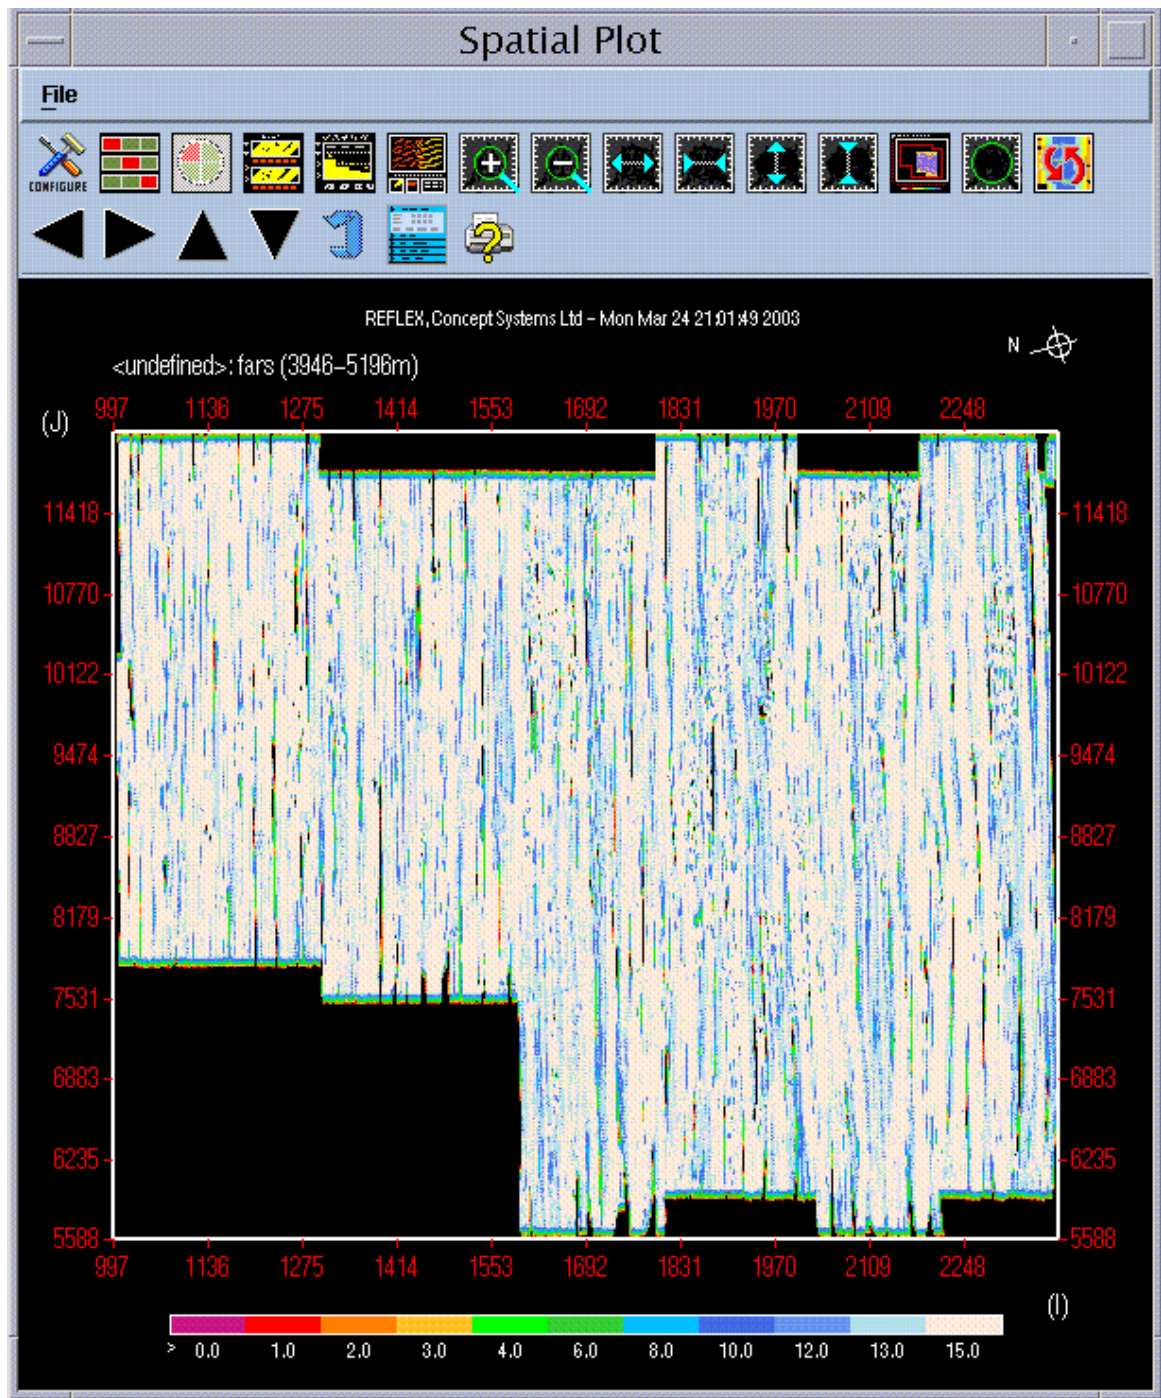 Spatial Plot
File
CONFIGURE
REFLEX, Concept Systems Ltd – Mon Mar 24 21:01:49 2003
N
<undefined>: fars (3946–5196m)
(J)
997 1136 1275 1414 1553 1692 1831 1970 2109 2248
11418 11418
10770 10770
10122 10122
9474 9474
8827 8827
8179 8179
7531 7531
6883 6883
6235 6235
5588 5588
997 1136 1275 1414 1553 1692 1831 1970 2109 2248
(I)
> 0.0 1.0 2.0 3.0 4.0 6.0 8.0 10.0 12.0 13.0 15.0